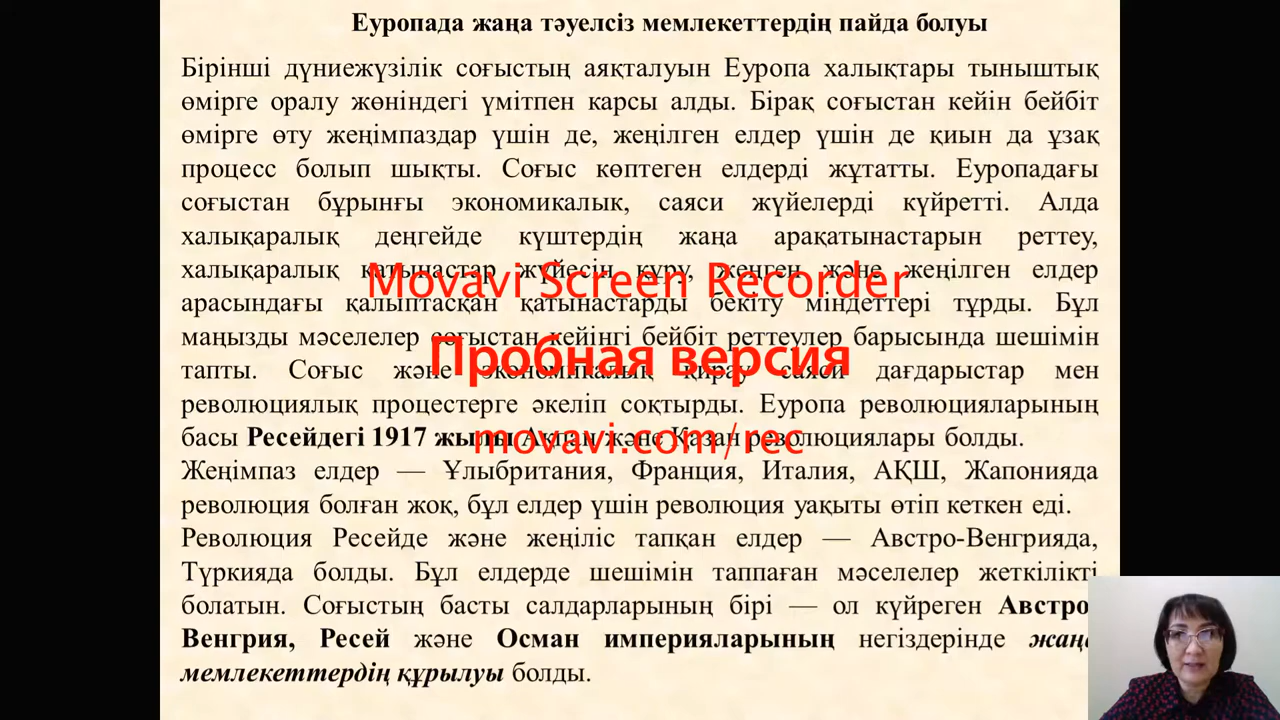 Еуропада жаңа тәуелсіз мемлекеттердің пайда болуы
Бірінші дүниежүзілік соғыстың аяқталуын Еуропа халықтары тыныштық
өмірге оралу жөніндегі үмітпен карсы алды. Бірақ соғыстан кейін бейбіт
өмірге өту жеңімпаздар үшін де, жеңілген елдер үшін де қиын да ұзақ
процесс болып шықты. Соғыс көптеген елдерді жұтатты. Еуропадағы
соғыстан бұрынғы экономикалык, саяси жүйелерді күйретті. Алда
халықаралық деңгейде күштердің жаңа арақатынастарын реттеу,
халықаралық қатынастар жүйесін құру, жеңген және жеңілген елдер
Movavi Screen Recorder
арасындағы қалыптасқан қатынастарды бекіту міндеттері тұрды. Бұл
маңызды мәселелер соғыстан кейінгі бейбіт реттеулер барысында шешімін
Пробная версия
тапты. Соғыс және экономикалық қирау саяси дағдарыстар мен
революциялық процестерге әкеліп соқтырды. Еуропа революцияларының
басы Ресейдегі 1917 жылы Ақпан және Қазан революциялары болды.
movavi.com/rec
Жеңімпаз елдер — Ұлыбритания, Франция, Италия, АҚШ, Жапонияда
революция болған жоқ, бұл елдер үшін революция уақыты өтіп кеткен еді.
Революция Ресейде және жеңіліс тапқан елдер — Австро-Венгрияда,
Түркияда болды. Бұл елдерде шешімін таппаған мәселелер жеткілікті
болатын. Соғыстың басты салдарларының бірі — ол күйреген Австро-
Венгрия, Ресей және Осман империяларының негіздерінде жаңа
мемлекеттердің құрылуы болды.